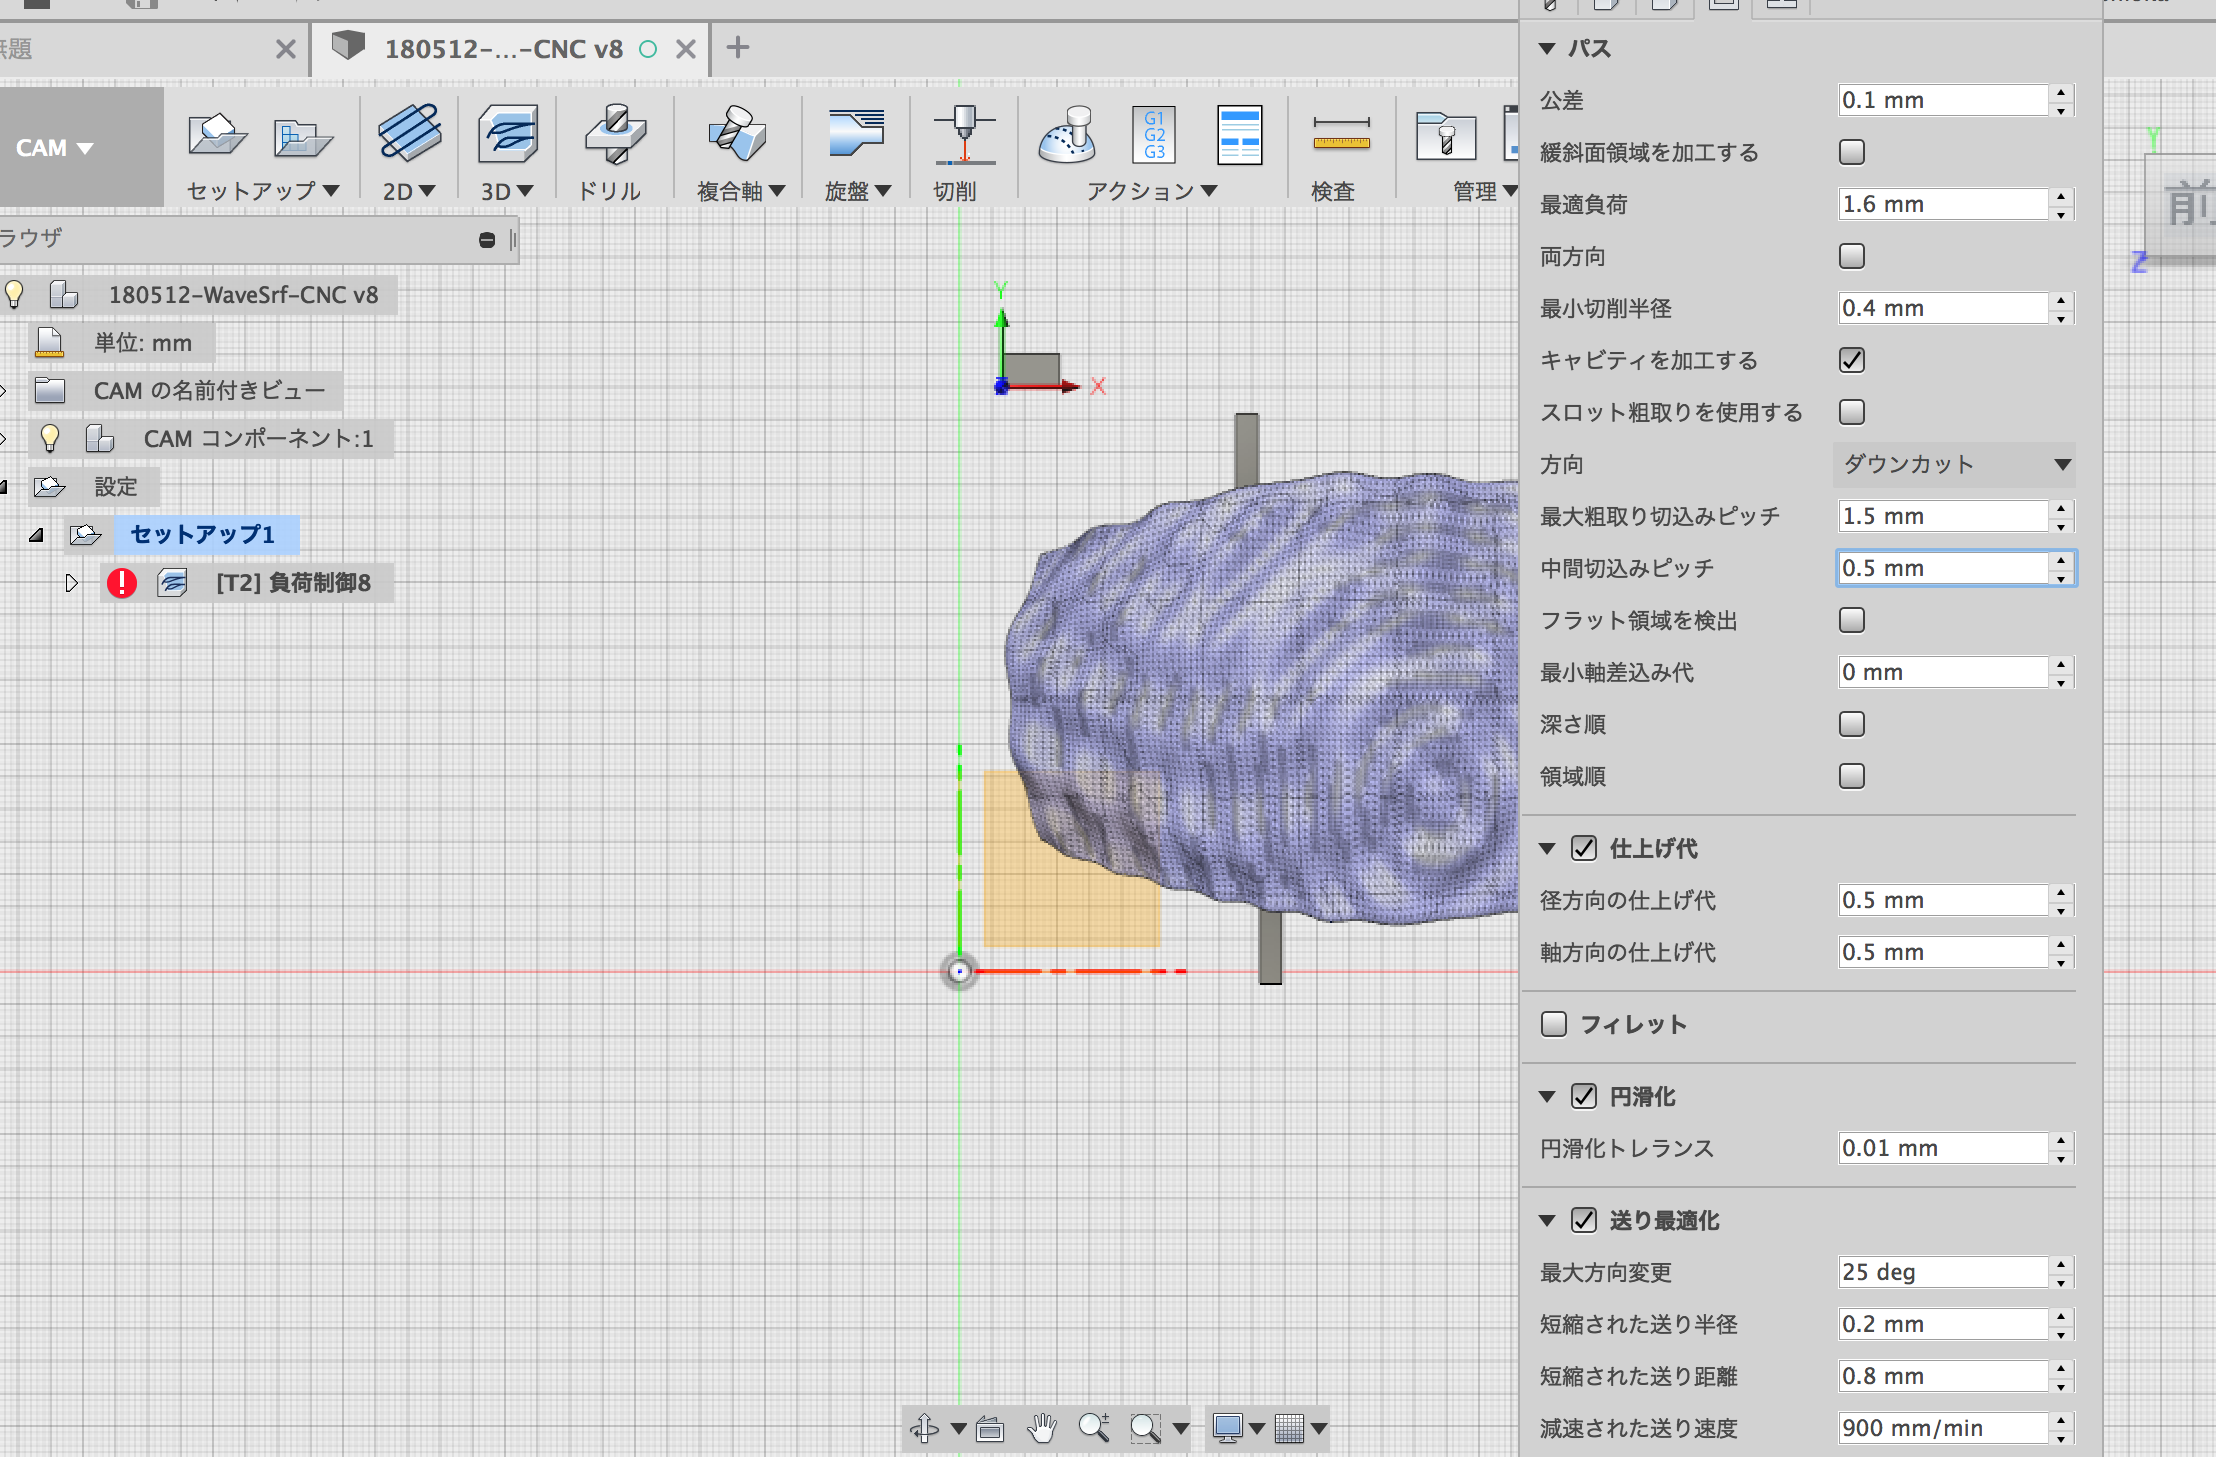 無題
180512-...-CNC v8
CAM
セットアップ
2D
3D
ドリル
複合軸
旋盤
切削
G1
G2
G3
アクション
検査
管理
ラウザ
180512-WaveSrf-CNC v8
単位: mm
CAM の名前付きビュー
CAM コンポーネント:1
設定
セットアップ1
[T2] 負荷制御8
Y
X
パス
公差 0.1 mm
緩斜面領域を加工する
最適負荷 1.6 mm
両方向
最小切削半径 0.4 mm
キャビティを加工する
スロット粗取りを使用する
方向 ダウンカット
最大粗取り切込みピッチ 1.5 mm
中間切込みピッチ 0.5 mm
フラット領域を検出
最小軸差込み代 0 mm
深さ順
領域順
仕上げ代
径方向の仕上げ代 0.5 mm
軸方向の仕上げ代 0.5 mm
フィレット
円滑化
円滑化トレランス 0.01 mm
送り最適化
最大方向変更 25 deg
短縮された送り半径 0.2 mm
短縮された送り距離 0.8 mm
減速された送り速度 900 mm/min
Y
前
Z